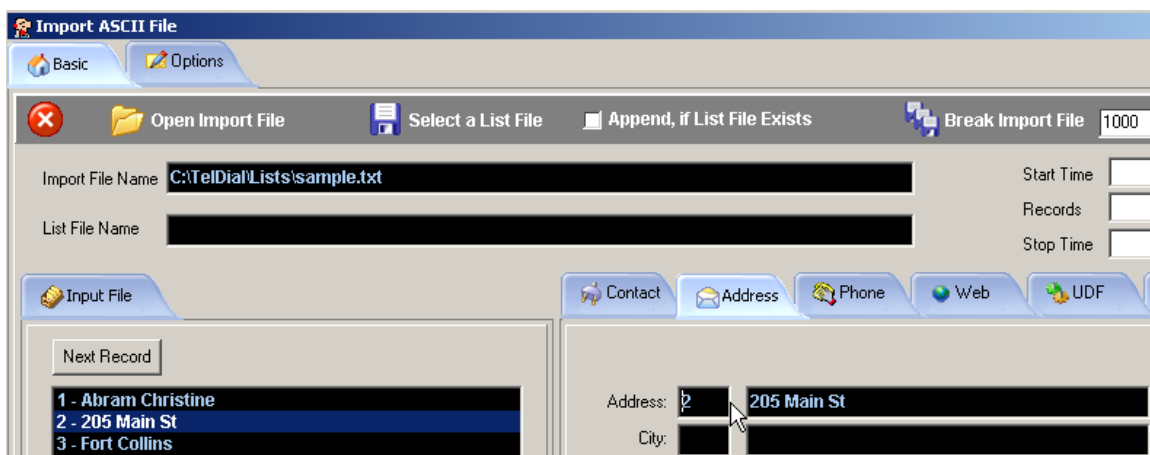 Import ASCII File
Basic Options
Open Import File Select a List File Append, if List File Exists Break Import File 1000
Import File Name C:\TelDial\Lists\sample.txt Start Time
Records
List File Name
Stop Time
Input File Contact Address Phone Web UDF
Next Record
1 - Abram Christine Address: 2 205 Main St
2 - 205 Main St
3 - Fort Collins City: